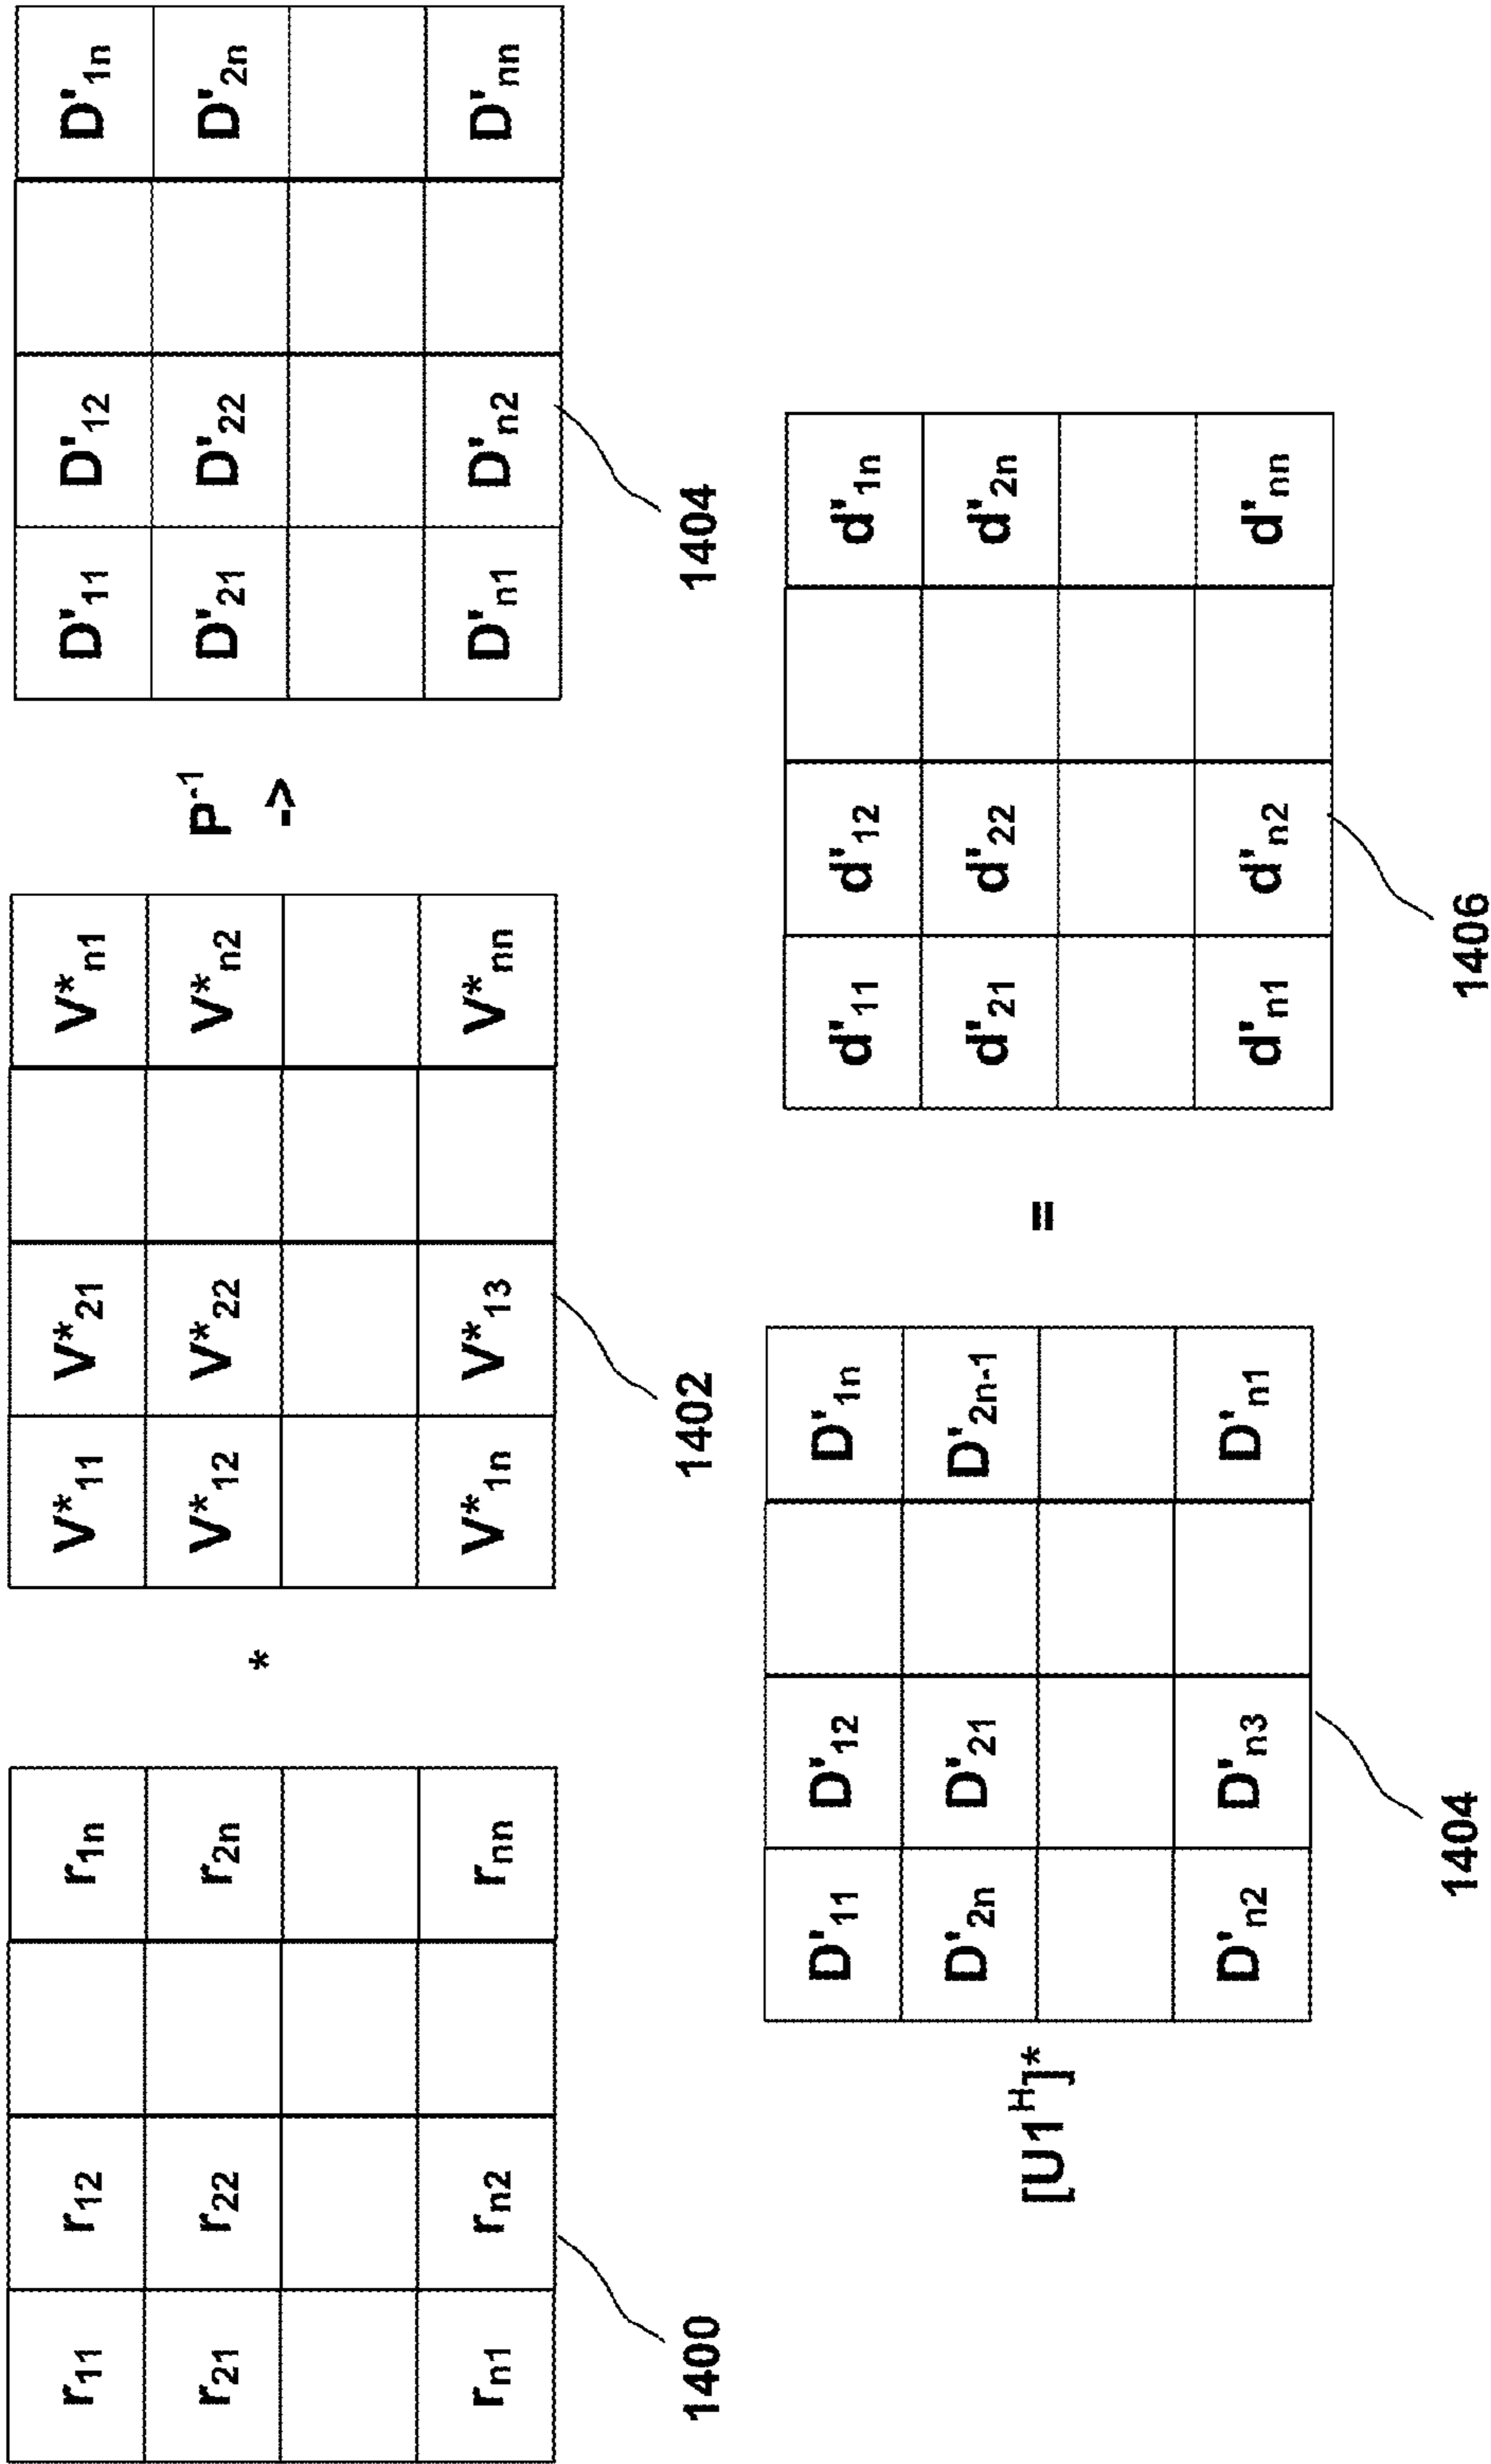 r11 r12 r1n * V*11 V*21 V*n1 P-1 D'11 D'12 D'1n
r21 r22 r2n V*12 V*22 V*n2 -> D'21 D'22 D'2n
rn1 rn2 rnn V*1n V*13 V*nn D'n1 D'n2 D'nn
1400 1402 1404
[U1H]* D'11 D'12 D'1n = d'11 d'12 d'1n
D'2n D'21 D'2n-1 d'21 d'22 d'2n
D'n2 D'n3 D'n1 d'n1 d'n2 d'nn
1404 1406